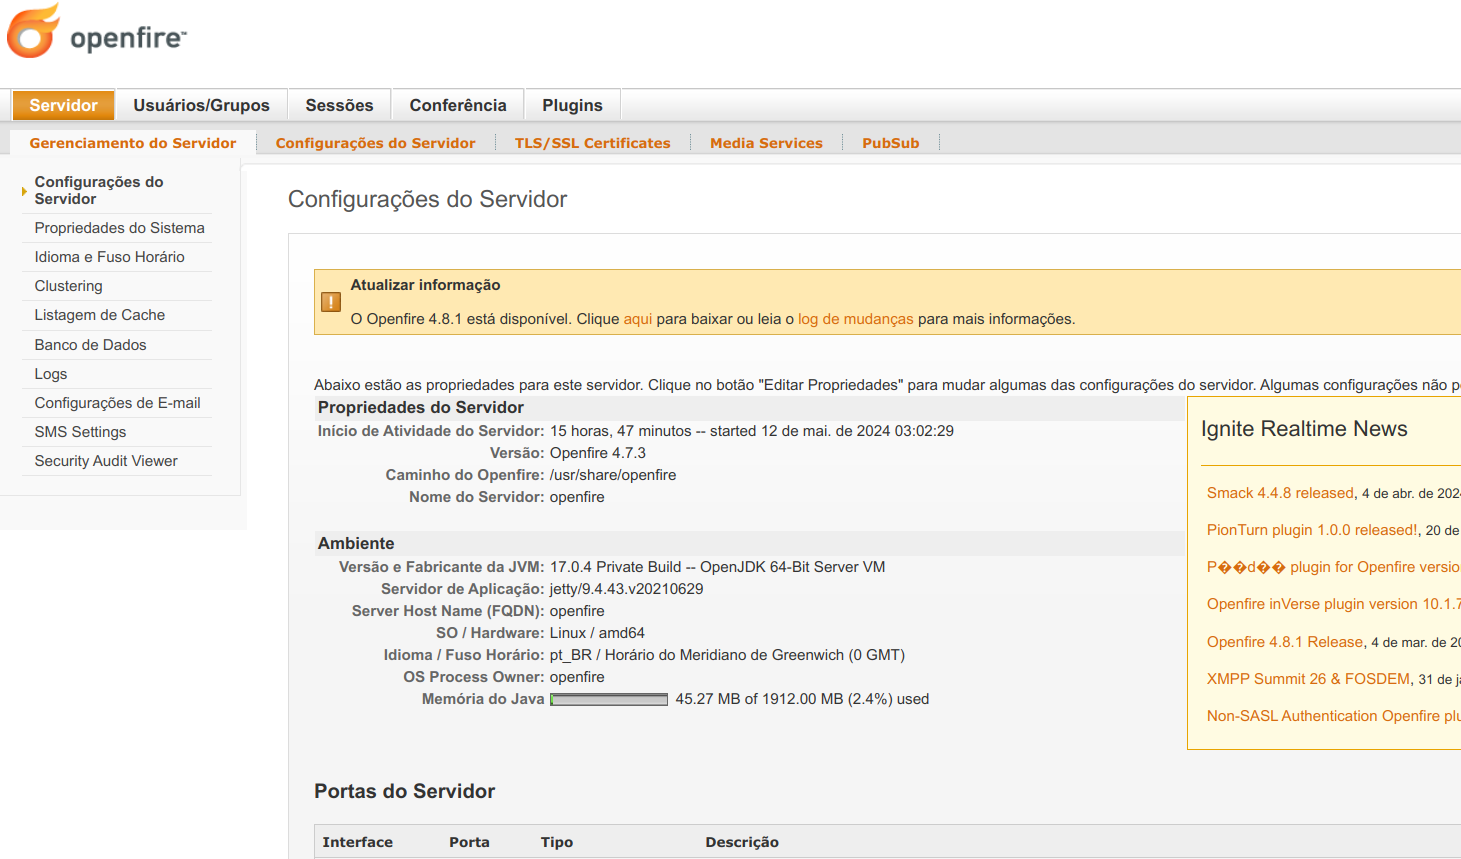 openfire™
Servidor
Usuários/Grupos
Sessões
Conferência
Plugins
Gerenciamento do Servidor
Configurações do Servidor
TLS/SSL Certificates
Media Services
PubSub
Configurações do
Servidor
Propriedades do Sistema
Idioma e Fuso Horário
Clustering
Listagem de Cache
Banco de Dados
Logs
Configurações de E-mail
SMS Settings
Security Audit Viewer
Configurações do Servidor
Atualizar informação
O Openfire 4.8.1 está disponível. Clique aqui para baixar ou leia o log de mudanças para mais informações.
Abaixo estão as propriedades para este servidor. Clique no botão "Editar Propriedades" para mudar algumas das configurações do servidor. Algumas configurações não
Propriedades do Servidor
Início de Atividade do Servidor: 15 horas, 47 minutos -- started 12 de mai. de 2024 03:02:29
Versão: Openfire 4.7.3
Caminho do Openfire: /usr/share/openfire
Nome do Servidor: openfire
Ambiente
Versão e Fabricante da JVM: 17.0.4 Private Build -- OpenJDK 64-Bit Server VM
Servidor de Aplicação: jetty/9.4.43.v20210629
Server Host Name (FQDN): openfire
SO / Hardware: Linux / amd64
Idioma / Fuso Horário: pt_BR / Horário do Meridiano de Greenwich (0 GMT)
OS Process Owner: openfire
Memória do Java 45.27 MB of 1912.00 MB (2.4%) used
Ignite Realtime News
Smack 4.4.8 released, 4 de abr. de 202
PionTurn plugin 1.0.0 released!, 20 de
P��d�� plugin for Openfire versio
Openfire inVerse plugin version 10.1.7
Openfire 4.8.1 Release, 4 de mar. de 20
XMPP Summit 26 & FOSDEM, 31 de
Non-SASL Authentication Openfire plu
Portas do Servidor
Interface Porta Tipo Descrição